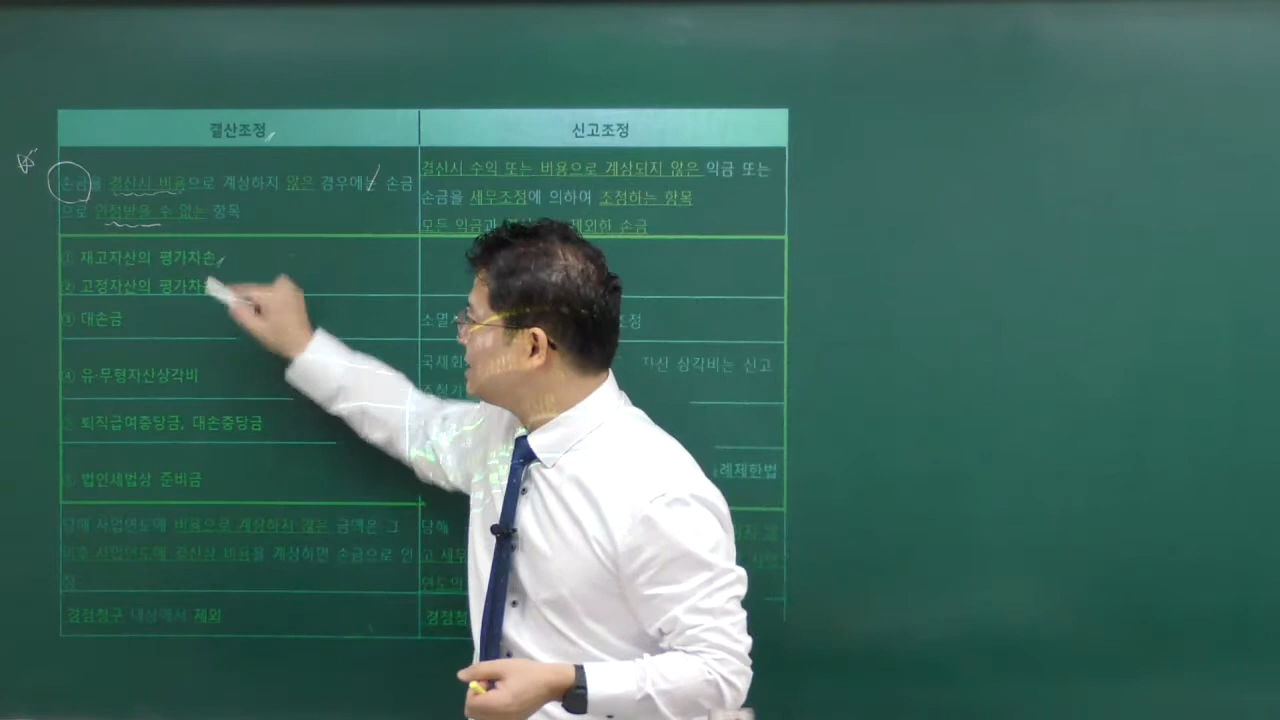 결산조정
신고조정
손금을 결산시 비용으로 계상하지 않은 경우에는 손금
으로 인정받을 수 없는 항목
결산시 수익 또는 비용으로 계상되지 않은 익금 또는
손금을 세무조정에 의하여 조정하는 항목
모든 익금과 제외한 손금
① 재고자산의 평가차손
② 고정자산의 평가차손
③ 대손금
소멸 조정
④ 유·무형자산상각비
국제회 자산 상각비는 신고
퇴직급여충당금, 대손충당금
법인세법상 준비금
례제한법
당해 사업연도에 비용으로 계상하지 않은 금액은 그
이후 사업연도에 결산상 비용을 계상하면 손금으로 인
정
당해
고 세무
연도의
경정청구 대상에서 제외
경정청